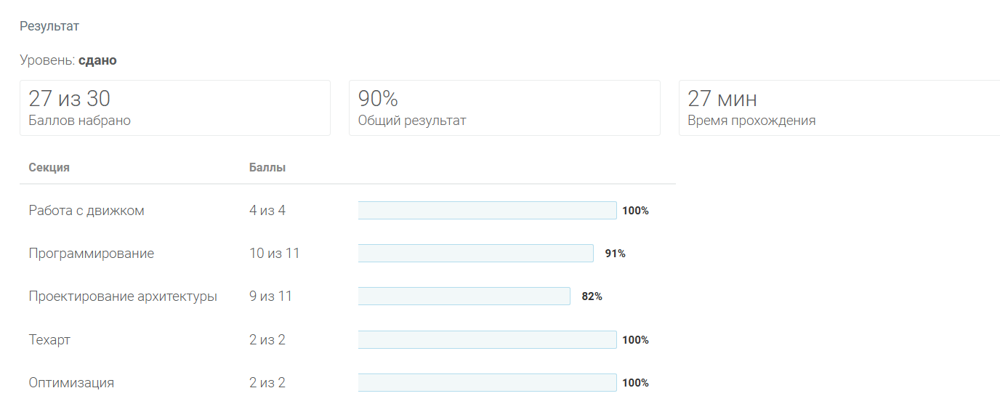 Результат
Уровень: сдано
27 из 30
Баллов набрано
90%
Общий результат
27 мин
Время прохождения
Секция Баллы
Работа с движком 4 из 4 100%
Программирование 10 из 11 91%
Проектирование архитектуры 9 из 11 82%
Техарт 2 из 2 100%
Оптимизация 2 из 2 100%